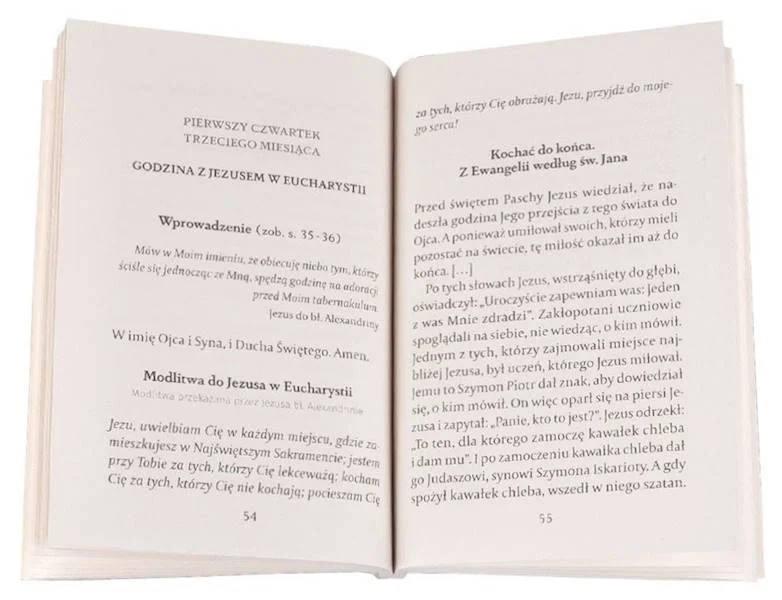 PIERWSZY CZWARTEK
TRZECIEGO MIESIĄCA
GODZINA Z JEZUSEM W EUCHARYSTII
Wprowadzenie (zob. s. 35-36)
Mów w Moim imieniu, że obiecuję niebo tym, którzy
ściśle się jednocząc ze Mną, spędzą godzinę na adoracji
przed Moim tabernakulum.
Jezus do bł. Alexandriny
W imię Ojca i Syna, i Ducha Świętego. Amen.
Modlitwa do Jezusa w Eucharystii
Modlitwa przekazana przez Jezusa bł. Alexandrinie
Jezu, uwielbiam Cię w każdym miejscu, gdzie za-
mieszkujesz w Najświętszym Sakramencie; jestem
przy Tobie za tych, którzy Cię lekceważą; kocham
Cię za tych, którzy Cię nie kochają; pocieszam Cię
54
za tych, którzy Cię obrażają. Jezu, przyjdź do moje-
go serca!
Kochać do końca.
Z Ewangelii według św. Jana
Przed świętem Paschy Jezus wiedział, że na-
deszła godzina Jego przejścia z tego świata do
Ojca. A ponieważ umiłował swoich, którzy mieli
pozostać na świecie, tę miłość okazał im aż do
końca. [...]
Po tych słowach Jezus, wstrząśnięty do głębi,
oświadczył: „Uroczyście zapewniam was: Jeden
z was Mnie zdradzi”. Zakłopotani uczniowie
spoglądali na siebie, nie wiedząc, o kim mówił.
Jednym z tych, którzy zajmowali miejsce naj-
bliżej Jezusa, był uczeń, którego Jezus miłował.
Jemu to Szymon Piotr dał znak, aby dowiedział
się, o kim mówił. On więc oparł się na piersi Je-
zusa i zapytał: „Panie, kto to jest?”. Jezus odrzekł:
„To ten, dla którego zamoczę kawałek chleba
i dam mu”. I po zamoczeniu kawałka chleba dał
go Judaszowi, synowi Szymona Iskarioty. A gdy
spożył kawałek chleba, wszedł w niego szatan.
55